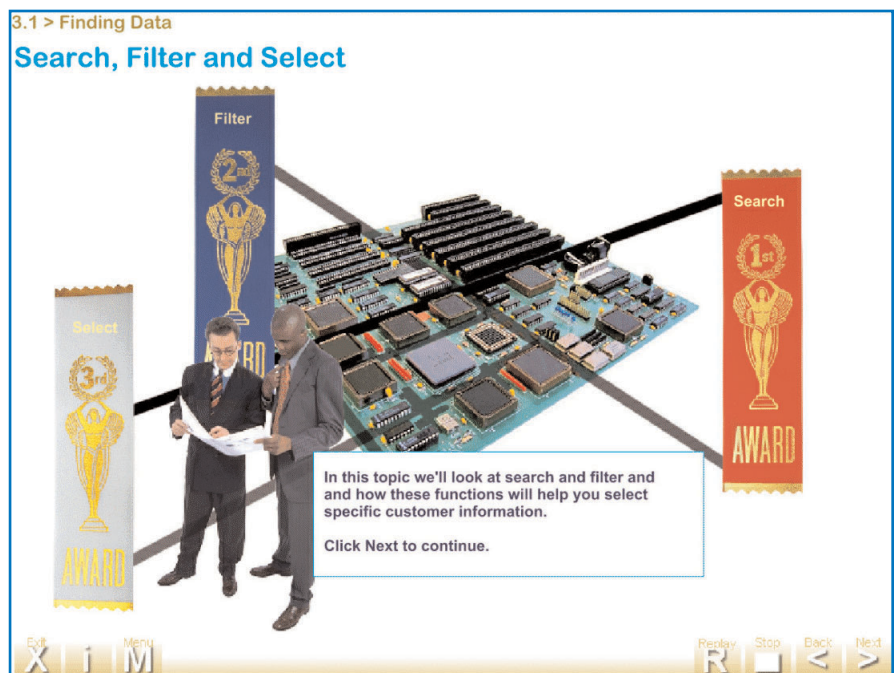 3.1 > Finding Data
Search, Filter and Select
Filter
2nd
AWARD
Search
1st
AWARD
Select
3rd
AWARD
In this topic we'll look at search and filter and
and how these functions will help you select
specific customer information.
Click Next to continue.
Exit Menu Replay Stop Back Next
X i M R < >